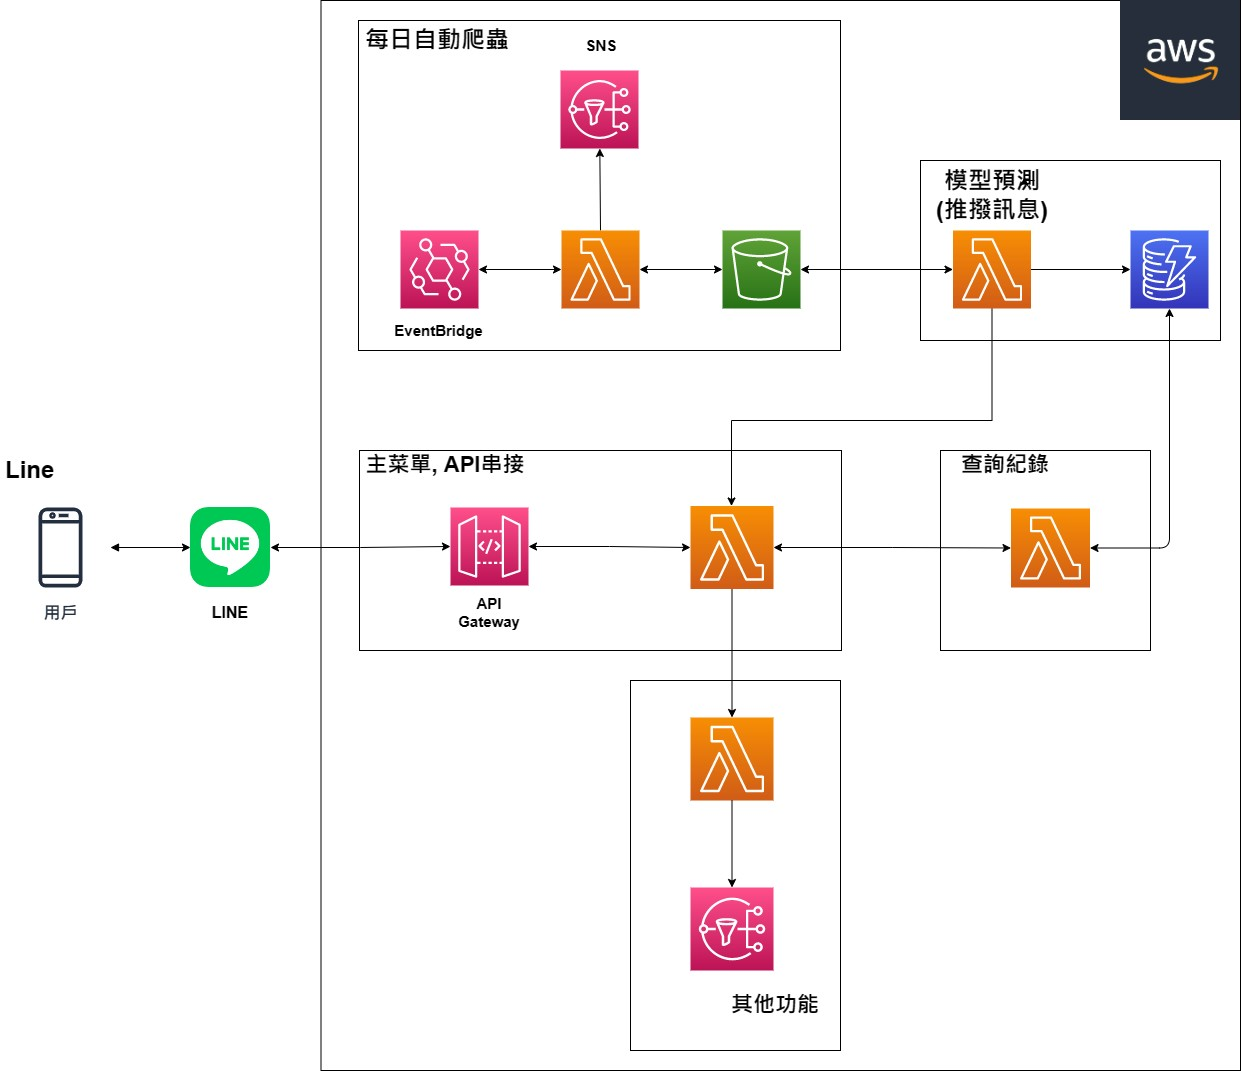 每日自動爬蟲
SNS
aws
模型預測
(推撥訊息)
EventBridge
Line
主菜單, API串接
查詢紀錄
LINE
</>
用戶
LINE
API
Gateway
其他功能